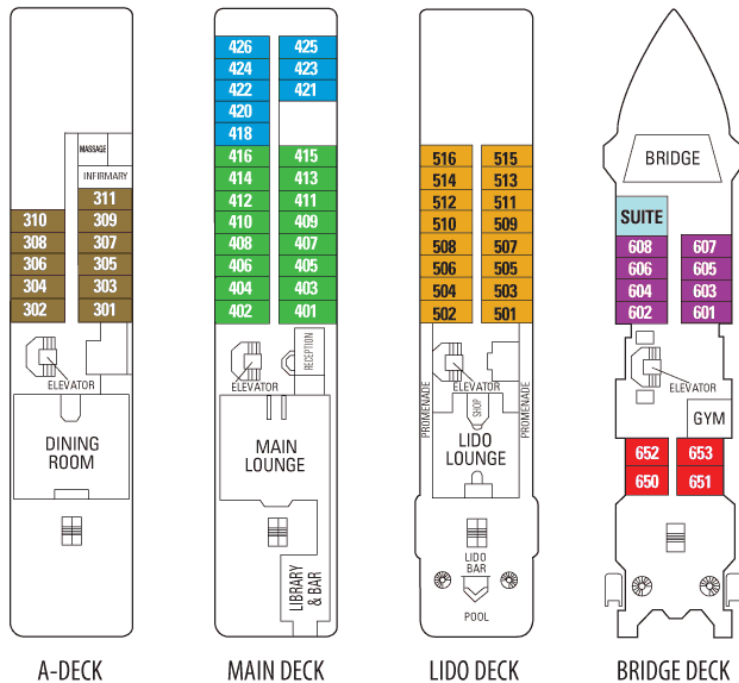 MASSAGE
INFIRMARY
311
310 309
308 307
306 305
304 303
302 301
ELEVATOR
DINING
ROOM
A-DECK
426 425
424 423
422 421
420
418
416 415
414 413
412 411
410 409
408 407
406 405
404 403
402 401
RECEPTION
ELEVATOR
MAIN
LOUNGE
LIBRARY
& BAR
MAIN DECK
516 515
514 513
512 511
510 509
508 507
506 505
504 503
502 501
PROMENADE
ELEVATOR
PROMENADE
SHOP
LIDO
LOUNGE
LIDO
BAR
POOL
LIDO DECK
BRIDGE
SUITE
608 607
606 605
604 603
602 601
ELEVATOR
GYM
652 653
650 651
BRIDGE DECK